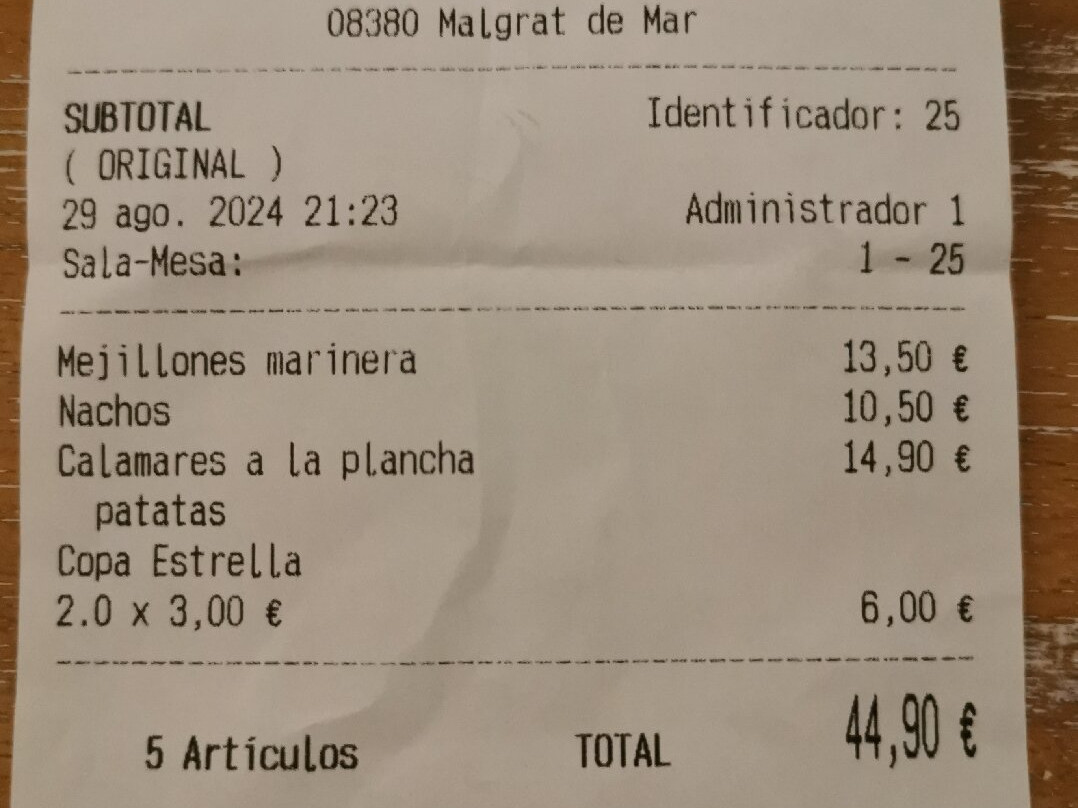 08380 Malgrat de Mar
SUBTOTAL Identificador: 25
( ORIGINAL )
29 ago. 2024 21:23 Administrador 1
Sala-Mesa: 1 - 25
Mejillones marinera 13,50 €
Nachos 10,50 €
Calamares a la plancha 14,90 €
patatas
Copa Estrella
2.0 x 3,00 € 6,00 €
5 Artículos TOTAL 44,90 €